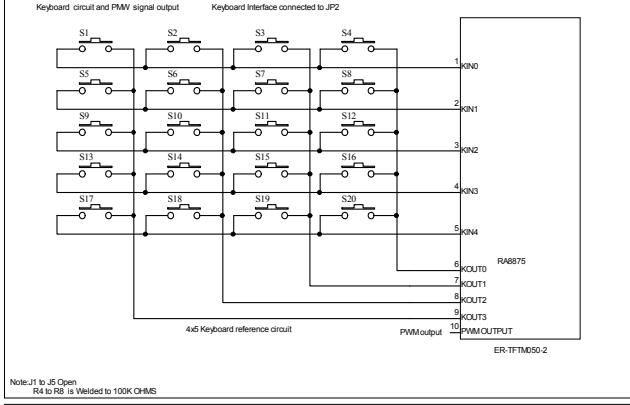 Keyboard circuit and PMW signal output Keyboard Interface connected to JP2
S1 S2 S3 S4
1 KIN0
S5 S6 S7 S8
2 KIN1
S9 S10 S11 S12
3 KIN2
S13 S14 S15 S16
4 KIN3
S17 S18 S19 S20
5 KIN4
RA8875
6 KOUT0
7 KOUT1
8 KOUT2
9 KOUT3
4x5 Keyboard reference circuit
PWM output 10 PWM OUTPUT
ER-TFTM050-2
Note:J1 to J5 Open
R4 to R8 is Welded to 100K OHMS